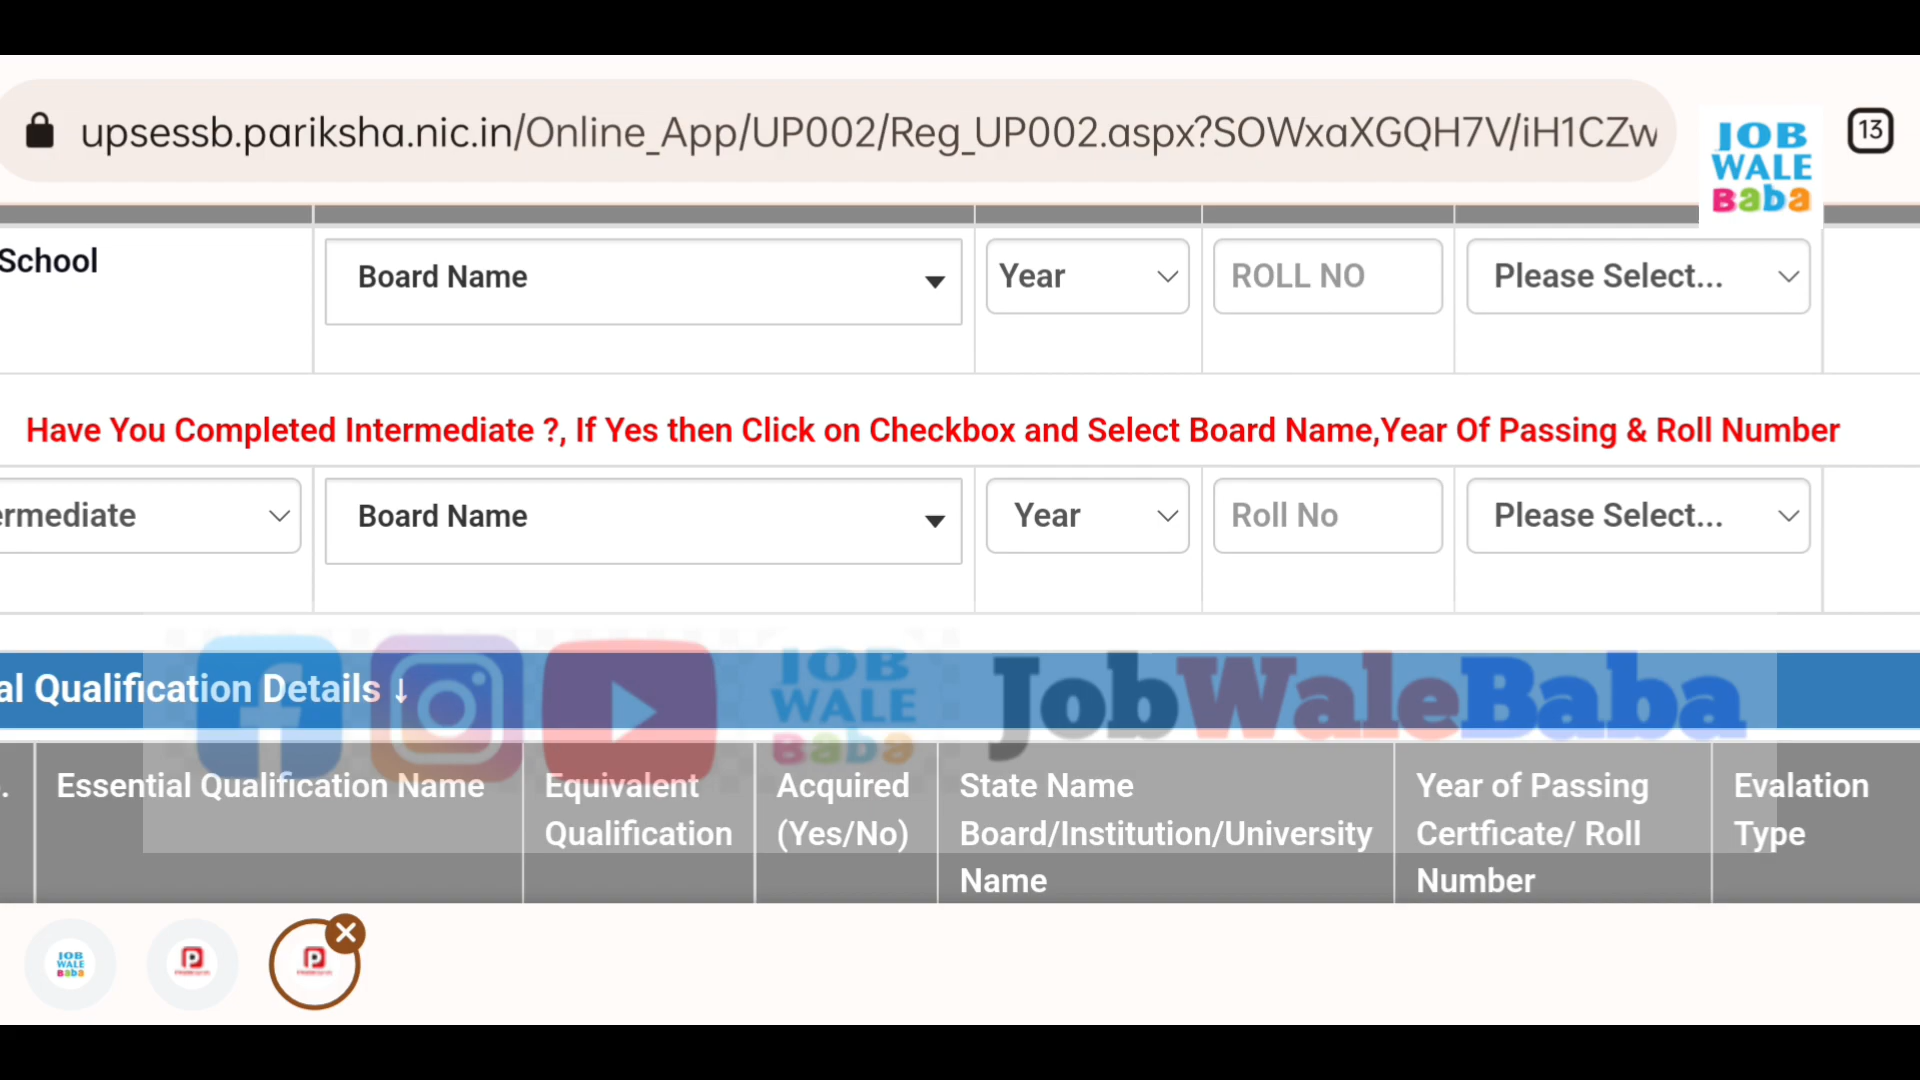 upsessb.pariksha.nic.in/Online_App/UP002/Reg_UP002.aspx?SOWxaXGQH7V/iH1CZw
JOB
WALE
Baba
13
School
Board Name
Year
ROLL NO
Please Select...
Have You Completed Intermediate ?, If Yes then Click on Checkbox and Select Board Name,Year Of Passing & Roll Number
ermediate
Board Name
Year
Roll No
Please Select...
al Qualification Details ↓
JOB
WALE
Baba
JobWaleBaba
Essential Qualification Name
Equivalent
Qualification
Acquired
(Yes/No)
State Name
Board/Institution/University
Name
Year of Passing
Certficate/ Roll
Number
Evalation
Type
JOB
WALE
Baba